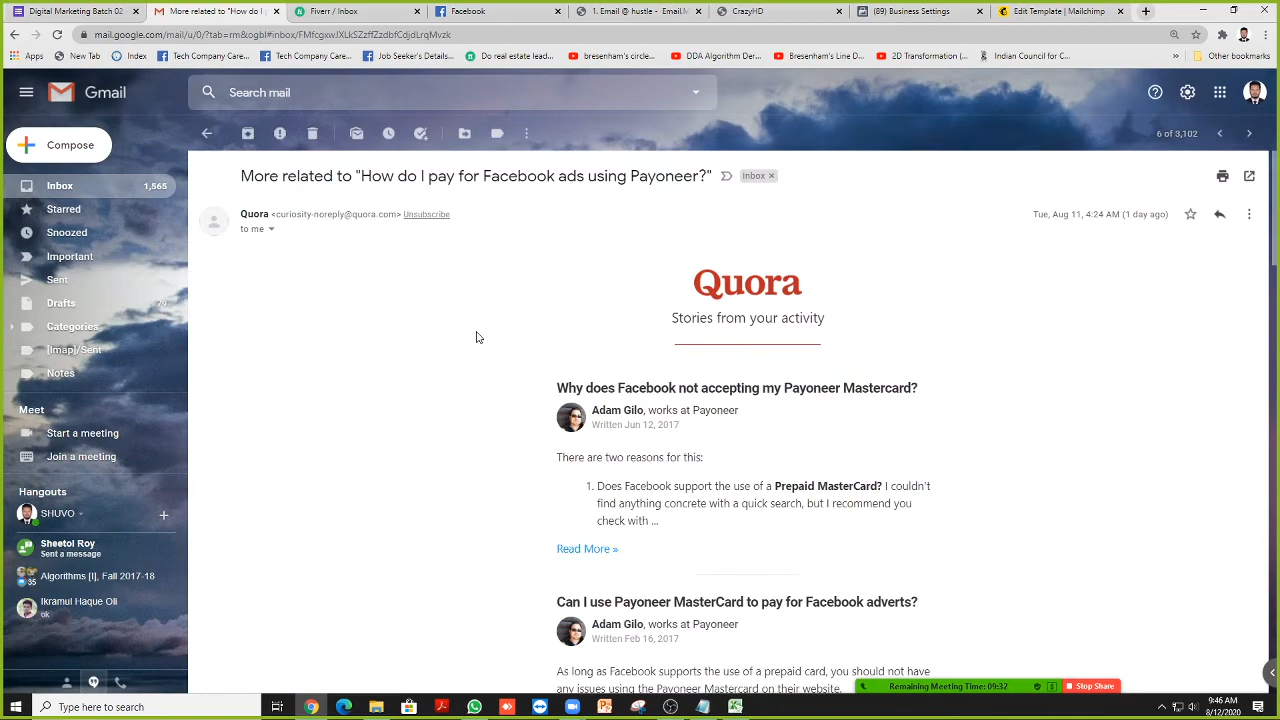 Digital Marketing Batch 02
More related to "How do I p
Fiverr / Inbox
Facebook
1. Email @ hustle - Email.M
CrazyHD
(89) Business Settings
Edit Template | Mailchimp
mail.google.com/mail/u/0/?tab=rm&ogbl#inbox/FMfcgxwJXLkSZzffZzdbfCdjdLrqMvzk
Apps
New Tab
Index
Tech Company Care...
Tech Company Care...
Job Seeker's Details...
Do real estate lead...
bresenham's circle...
DDA Algorithm Der...
Bresenham's Line D...
2D Transformation (...
Indian Council for C...
»
Other bookmarks
Gmail
Search mail
Compose
6 of 3,102
Inbox
1,565
Starred
Snoozed
Important
Sent
Drafts
79
Categories
[Imap]/Sent
Notes
Meet
Start a meeting
Join a meeting
Hangouts
SHUVO
Sheetol Roy
Sent a message
35
Algorithms [I], Fall 2017-18
Ikramul Haque Oli
ok
More related to "How do I pay for Facebook ads using Payoneer?"
Inbox x
Quora <curiosity-noreply@quora.com> Unsubscribe
Tue, Aug 11, 4:24 AM (1 day ago)
to me
Quora
Stories from your activity
Why does Facebook not accepting my Payoneer Mastercard?
Adam Gilo, works at Payoneer
Written Jun 12, 2017
There are two reasons for this:
1. Does Facebook support the use of a Prepaid MasterCard? I couldn't
find anything concrete with a quick search, but I recommend you
check with ...
Read More »
Can I use Payoneer MasterCard to pay for Facebook adverts?
Adam Gilo, works at Payoneer
Written Feb 16, 2017
As long as Facebook supports the use of a prepaid card, you should not have
any issues using the Payoneer Mastercard on their website.
Remaining Meeting Time: 09:32
Stop Share
Type here to search
9:46 AM
8/12/2020